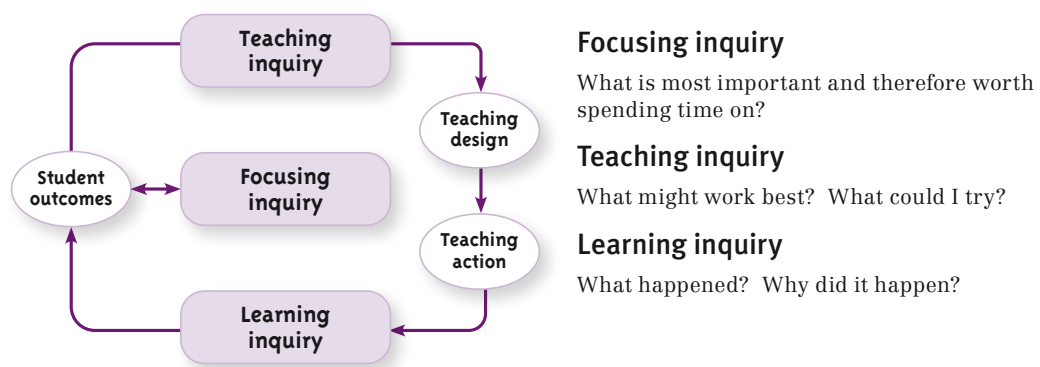 Teaching
inquiry
Teaching
design
Student
outcomes
Focusing
inquiry
Teaching
action
Learning
inquiry
Focusing inquiry
What is most important and therefore worth
spending time on?
Teaching inquiry
What might work best?  What could I try?
Learning inquiry
What happened?  Why did it happen?